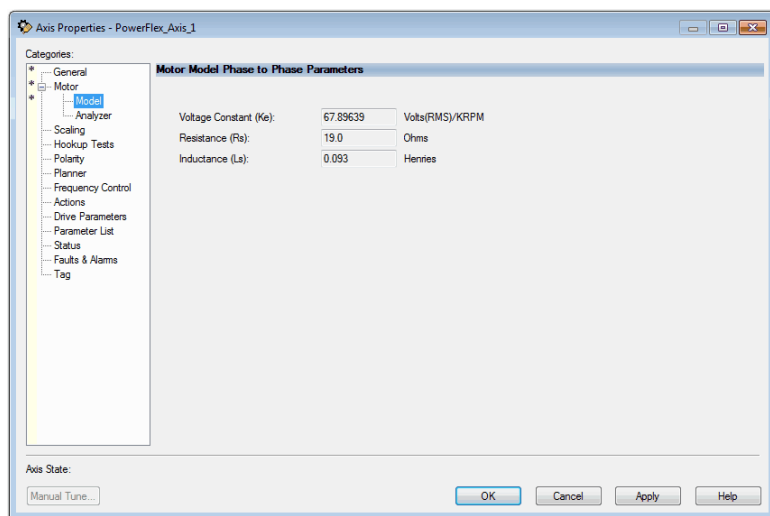 Axis Properties - PowerFlex_Axis_1
Categories:
* General
* Motor
* Model
Analyzer
Scaling
Hookup Tests
Polarity
Planner
Frequency Control
Actions
Drive Parameters
Parameter List
Status
Faults & Alarms
Tag
Motor Model Phase to Phase Parameters
Voltage Constant (Ke): 67.89639 Volts(RMS)/KRPM
Resistance (Rs): 19.0 Ohms
Inductance (Ls): 0.093 Henries
Axis State:
Manual Tune... OK Cancel Apply Help